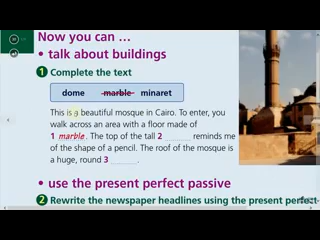 Now you can ...
• talk about buildings
1 Complete the text
dome marble minaret
This is a beautiful mosque in Cairo. To enter, you
walk across an area with a floor made of
1 marble. The top of the tall 2 ______ reminds me
of the shape of a pencil. The roof of the mosque is
a huge, round 3 ______.
• use the present perfect passive
2 Rewrite the newspaper headlines using the present perfect